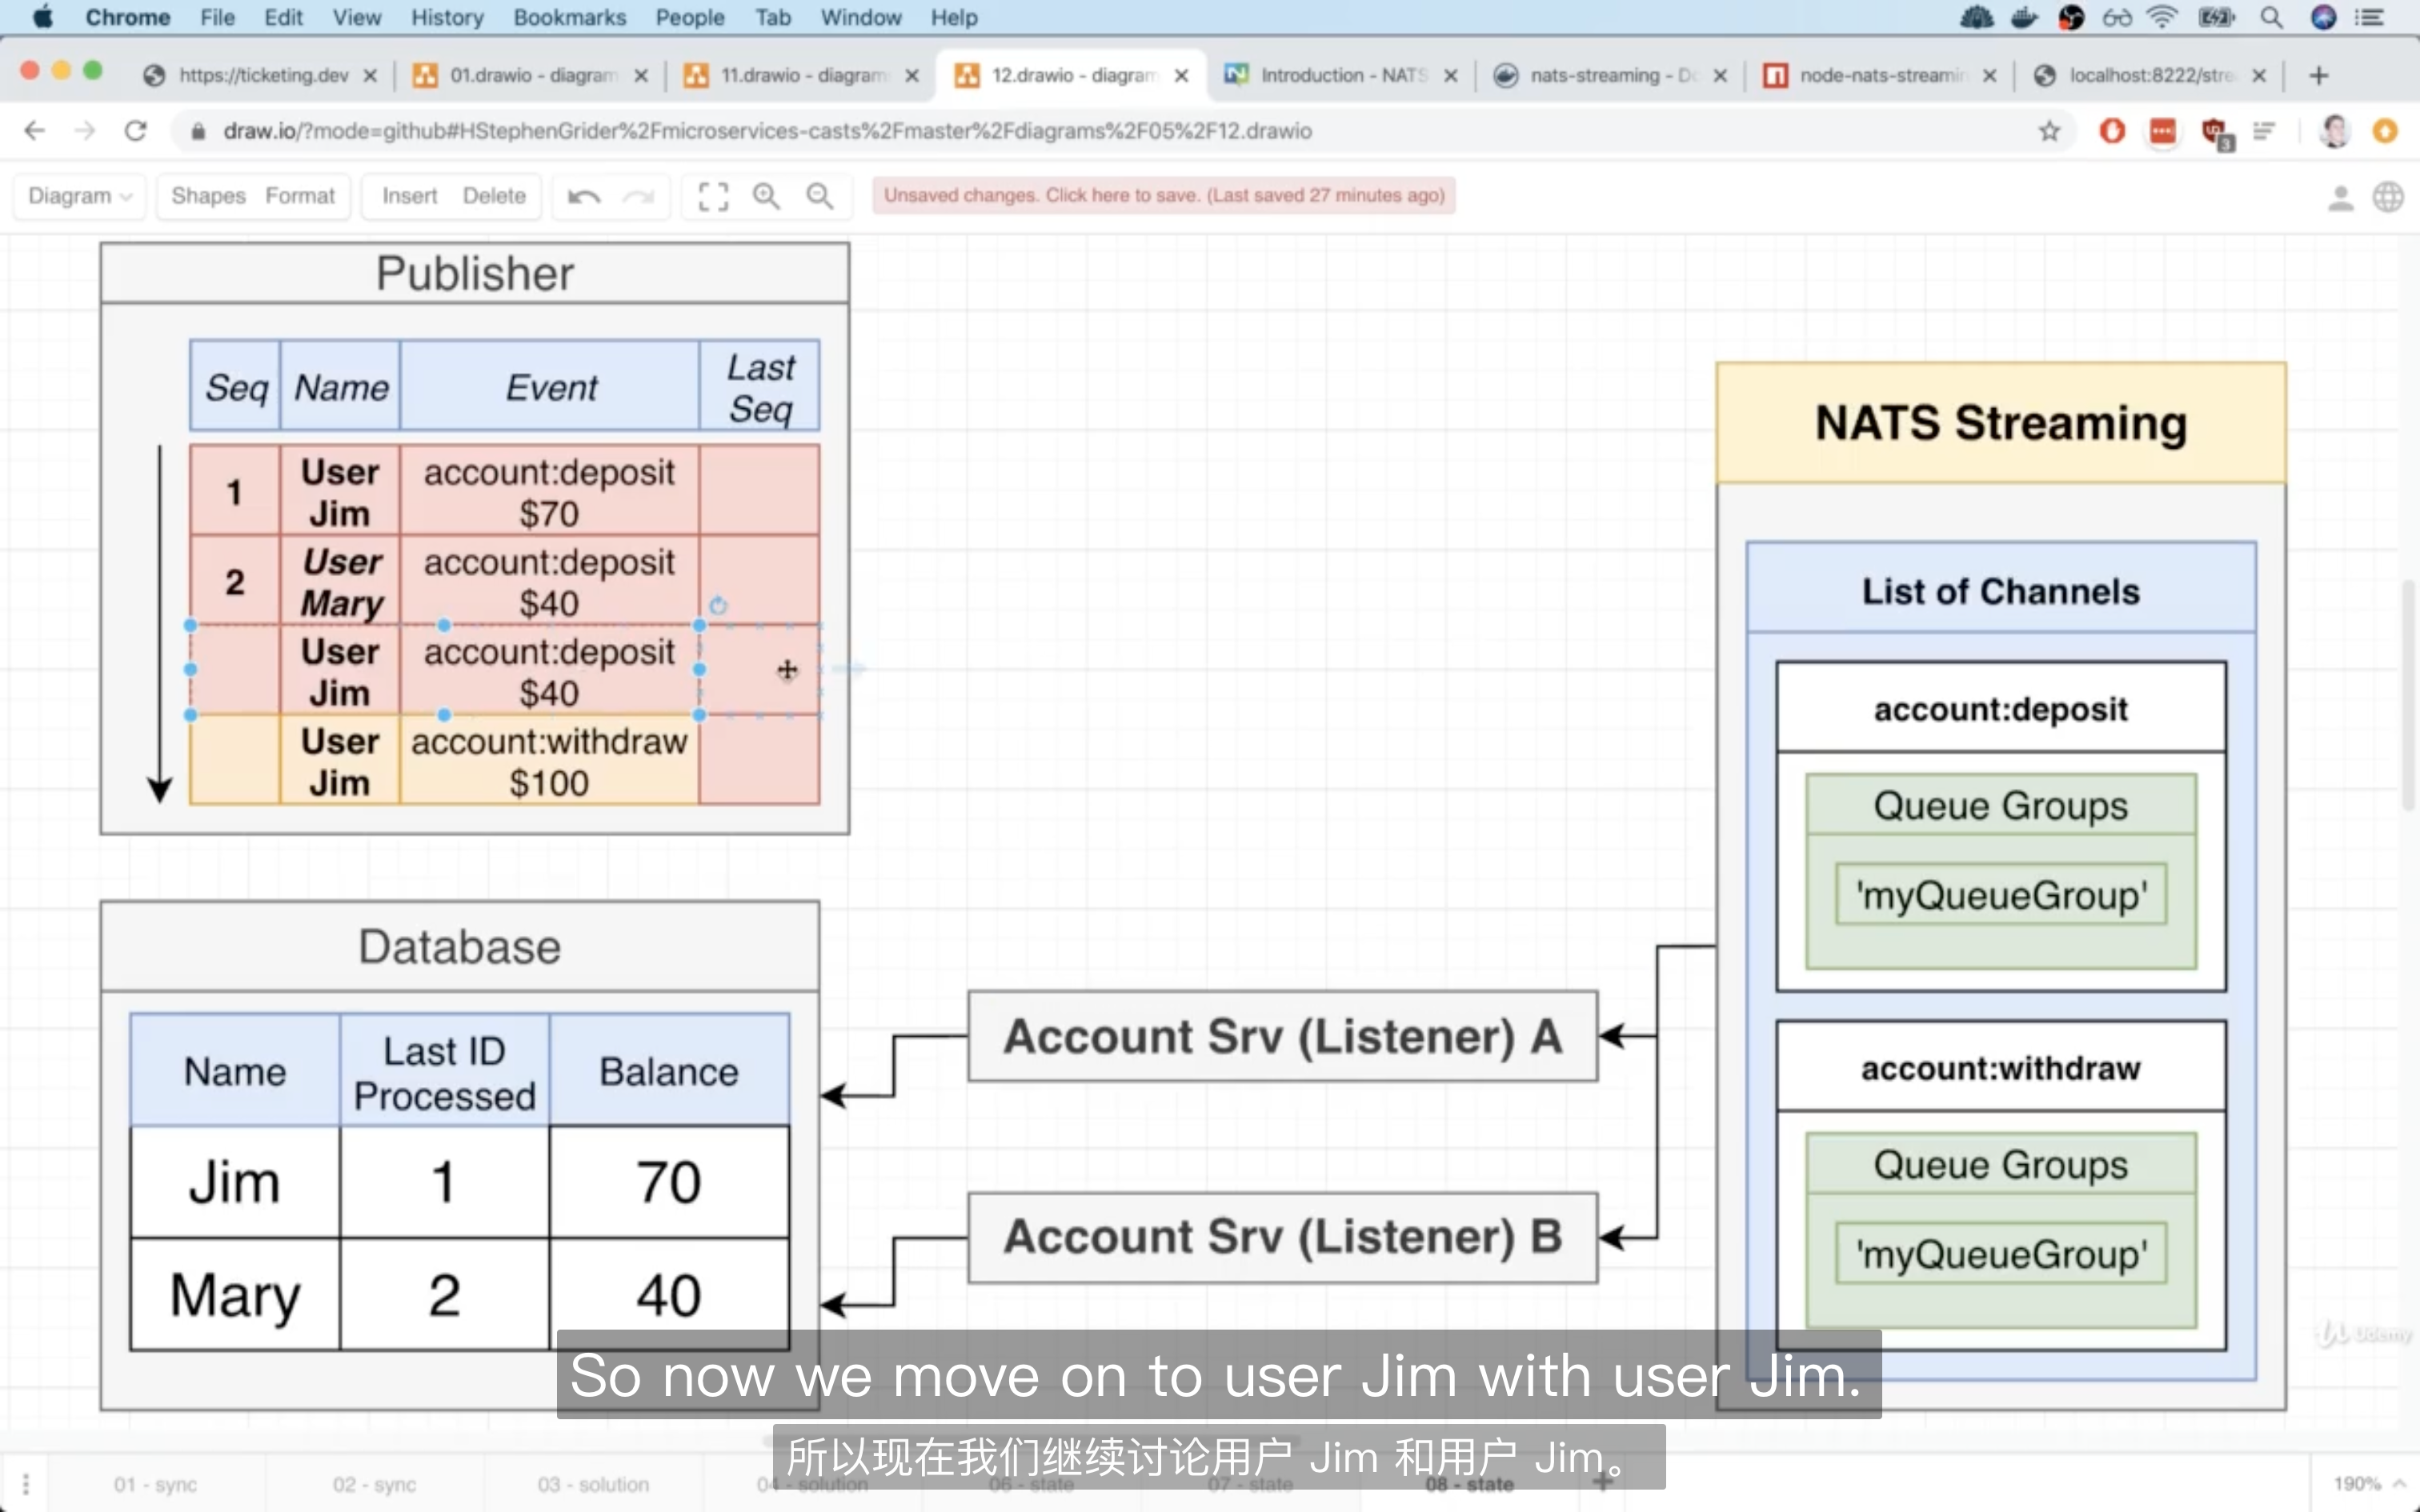 Chrome File Edit View History Bookmarks People Tab Window Help
https://ticketing.dev
01.drawio - diagram
11.drawio - diagram
12.drawio - diagram
Introduction - NATS
nats-streaming - Do
node-nats-streamin
localhost:8222/stre
draw.io/?mode=github#HStephenGrider%2Fmicroservices-casts%2Fmaster%2Fdiagrams%2F05%2F12.drawio
3
Diagram Shapes Format Insert Delete
Unsaved changes. Click here to save. (Last saved 27 minutes ago)
Publisher
Seq Name Event Last
Seq
1 User account:deposit
Jim $70
2 User account:deposit
Mary $40
User account:deposit
Jim $40
User account:withdraw
Jim $100
Database
Name Last ID Balance
Processed
Jim 1 70
Mary 2 40
Account Srv (Listener) A
Account Srv (Listener) B
NATS Streaming
List of Channels
account:deposit
Queue Groups
'myQueueGroup'
account:withdraw
Queue Groups
'myQueueGroup'
Udemy
So now we move on to user Jim with user Jim.
所以现在我们继续讨论用户 Jim 和用户 Jim。
01 - sync 02 - sync 03 - solution 04 - solution 06 - state 07 - state 08 - state
190%